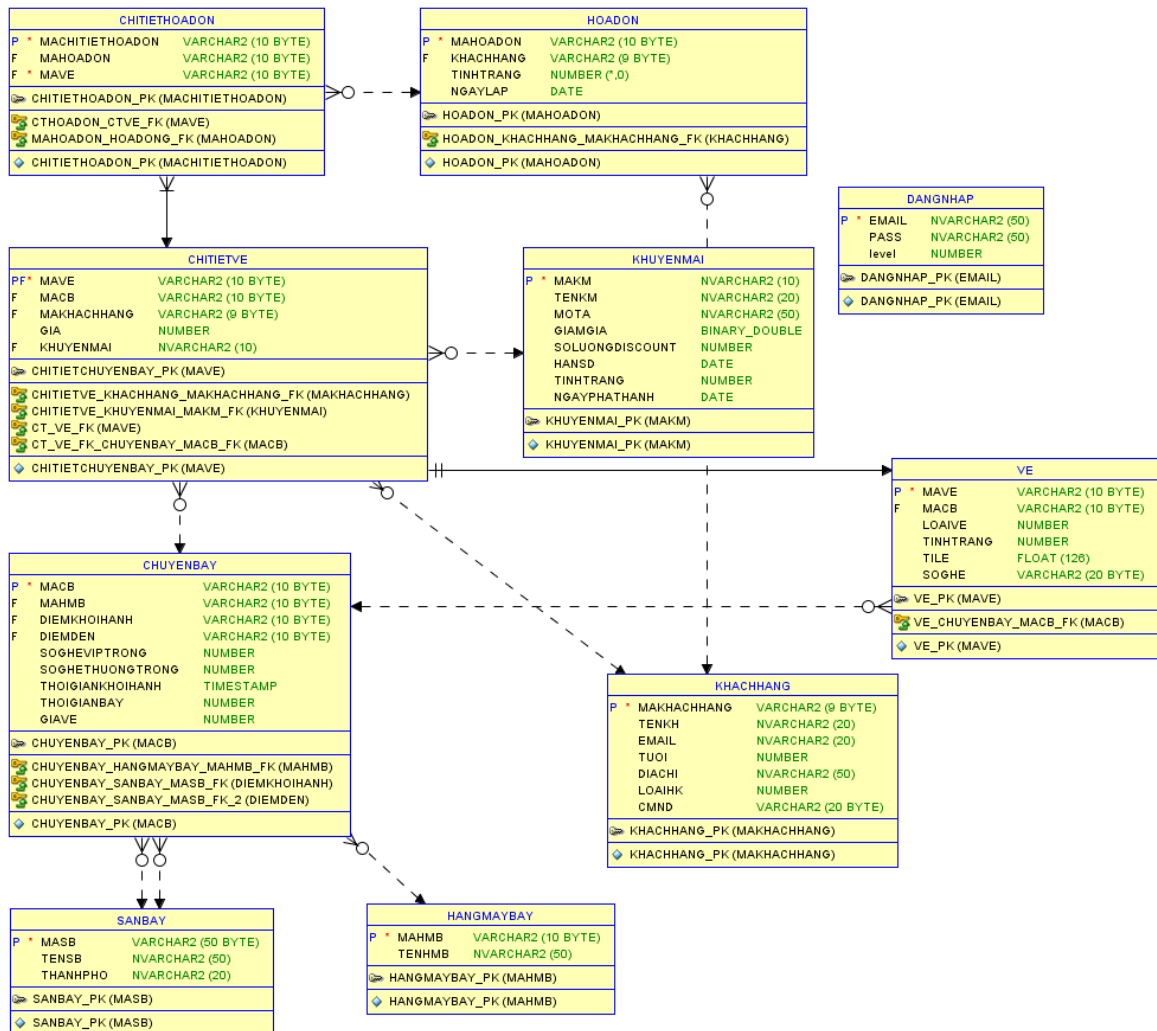 CHITIETHOADON
P * MACHITIETHOADON VARCHAR2 (10 BYTE)
F MAHOADON VARCHAR2 (10 BYTE)
F * MAVE VARCHAR2 (10 BYTE)
CHITIETHOADON_PK (MACHITIETHOADON)
CTHOADON_CTVE_FK (MAVE)
MAHOADON_HOADONG_FK (MAHOADON)
CHITIETHOADON_PK (MACHITIETHOADON)
HOADON
P * MAHOADON VARCHAR2 (10 BYTE)
F KHACHHANG VARCHAR2 (9 BYTE)
TINHTRANG NUMBER (*,0)
NGAYLAP DATE
HOADON_PK (MAHOADON)
HOADON_KHACHHANG_MAKHACHHANG_FK (KHACHHANG)
HOADON_PK (MAHOADON)
DANGNHAP
P * EMAIL NVARCHAR2 (50)
PASS NVARCHAR2 (50)
level NUMBER
DANGNHAP_PK (EMAIL)
DANGNHAP_PK (EMAIL)
CHITIETVE
PF* MAVE VARCHAR2 (10 BYTE)
F MACB VARCHAR2 (10 BYTE)
F MAKHACHHANG VARCHAR2 (9 BYTE)
GIA NUMBER
F KHUYENMAI NVARCHAR2 (10)
CHITIETCHUYENBAY_PK (MAVE)
CHITIETVE_KHACHHANG_MAKHACHHANG_FK (MAKHACHHANG)
CHITIETVE_KHUYENMAI_MAKM_FK (KHUYENMAI)
CT_VE_FK (MAVE)
CT_VE_FK_CHUYENBAY_MACB_FK (MACB)
CHITIETCHUYENBAY_PK (MAVE)
KHUYENMAI
P * MAKM NVARCHAR2 (10)
TENKM NVARCHAR2 (20)
MOTA NVARCHAR2 (50)
GIAMGIA BINARY_DOUBLE
SOLUONGDISCOUNT NUMBER
HANSD DATE
TINHTRANG NUMBER
NGAYPHATHANH DATE
KHUYENMAI_PK (MAKM)
KHUYENMAI_PK (MAKM)
VE
P * MAVE VARCHAR2 (10 BYTE)
F MACB VARCHAR2 (10 BYTE)
LOAIVE NUMBER
TINHTRANG NUMBER
TILE FLOAT (126)
SOGHE VARCHAR2 (20 BYTE)
VE_PK (MAVE)
VE_CHUYENBAY_MACB_FK (MACB)
VE_PK (MAVE)
CHUYENBAY
P * MACB VARCHAR2 (10 BYTE)
F MAHMB VARCHAR2 (10 BYTE)
F DIEMKHOIHANH VARCHAR2 (10 BYTE)
F DIEMDEN VARCHAR2 (10 BYTE)
SOGHEVIPTRONG NUMBER
SOGHETHUONGTRONG NUMBER
THOIGIANKHOIHANH TIMESTAMP
THOIGIANBAY NUMBER
GIAVE NUMBER
CHUYENBAY_PK (MACB)
CHUYENBAY_HANGMAYBAY_MAHMB_FK (MAHMB)
CHUYENBAY_SANBAY_MASB_FK (DIEMKHOIHANH)
CHUYENBAY_SANBAY_MASB_FK_2 (DIEMDEN)
CHUYENBAY_PK (MACB)
KHACHHANG
P * MAKHACHHANG VARCHAR2 (9 BYTE)
TENKH NVARCHAR2 (20)
EMAIL NVARCHAR2 (20)
TUOI NUMBER
DIACHI NVARCHAR2 (50)
LOAIHK NUMBER
CMND VARCHAR2 (20 BYTE)
KHACHHANG_PK (MAKHACHHANG)
KHACHHANG_PK (MAKHACHHANG)
SANBAY
P * MASB VARCHAR2 (50 BYTE)
TENSB NVARCHAR2 (50)
THANHPHO NVARCHAR2 (20)
SANBAY_PK (MASB)
SANBAY_PK (MASB)
HANGMAYBAY
P * MAHMB VARCHAR2 (10 BYTE)
TENHMB NVARCHAR2 (50)
HANGMAYBAY_PK (MAHMB)
HANGMAYBAY_PK (MAHMB)